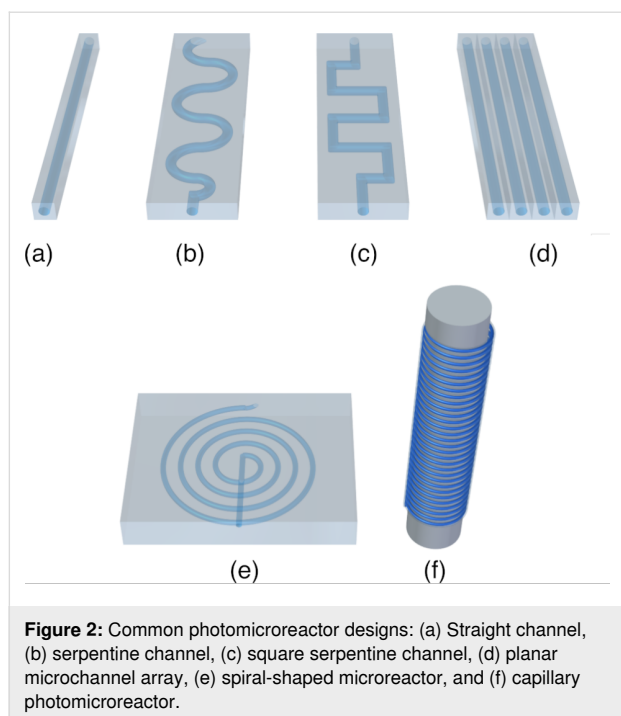 (a) (b) (c) (d)
(e) (f)
Figure 2: Common photomicroreactor designs: (a) Straight channel,
(b) serpentine channel, (c) square serpentine channel, (d) planar
microchannel array, (e) spiral-shaped microreactor, and (f) capillary
photomicroreactor.